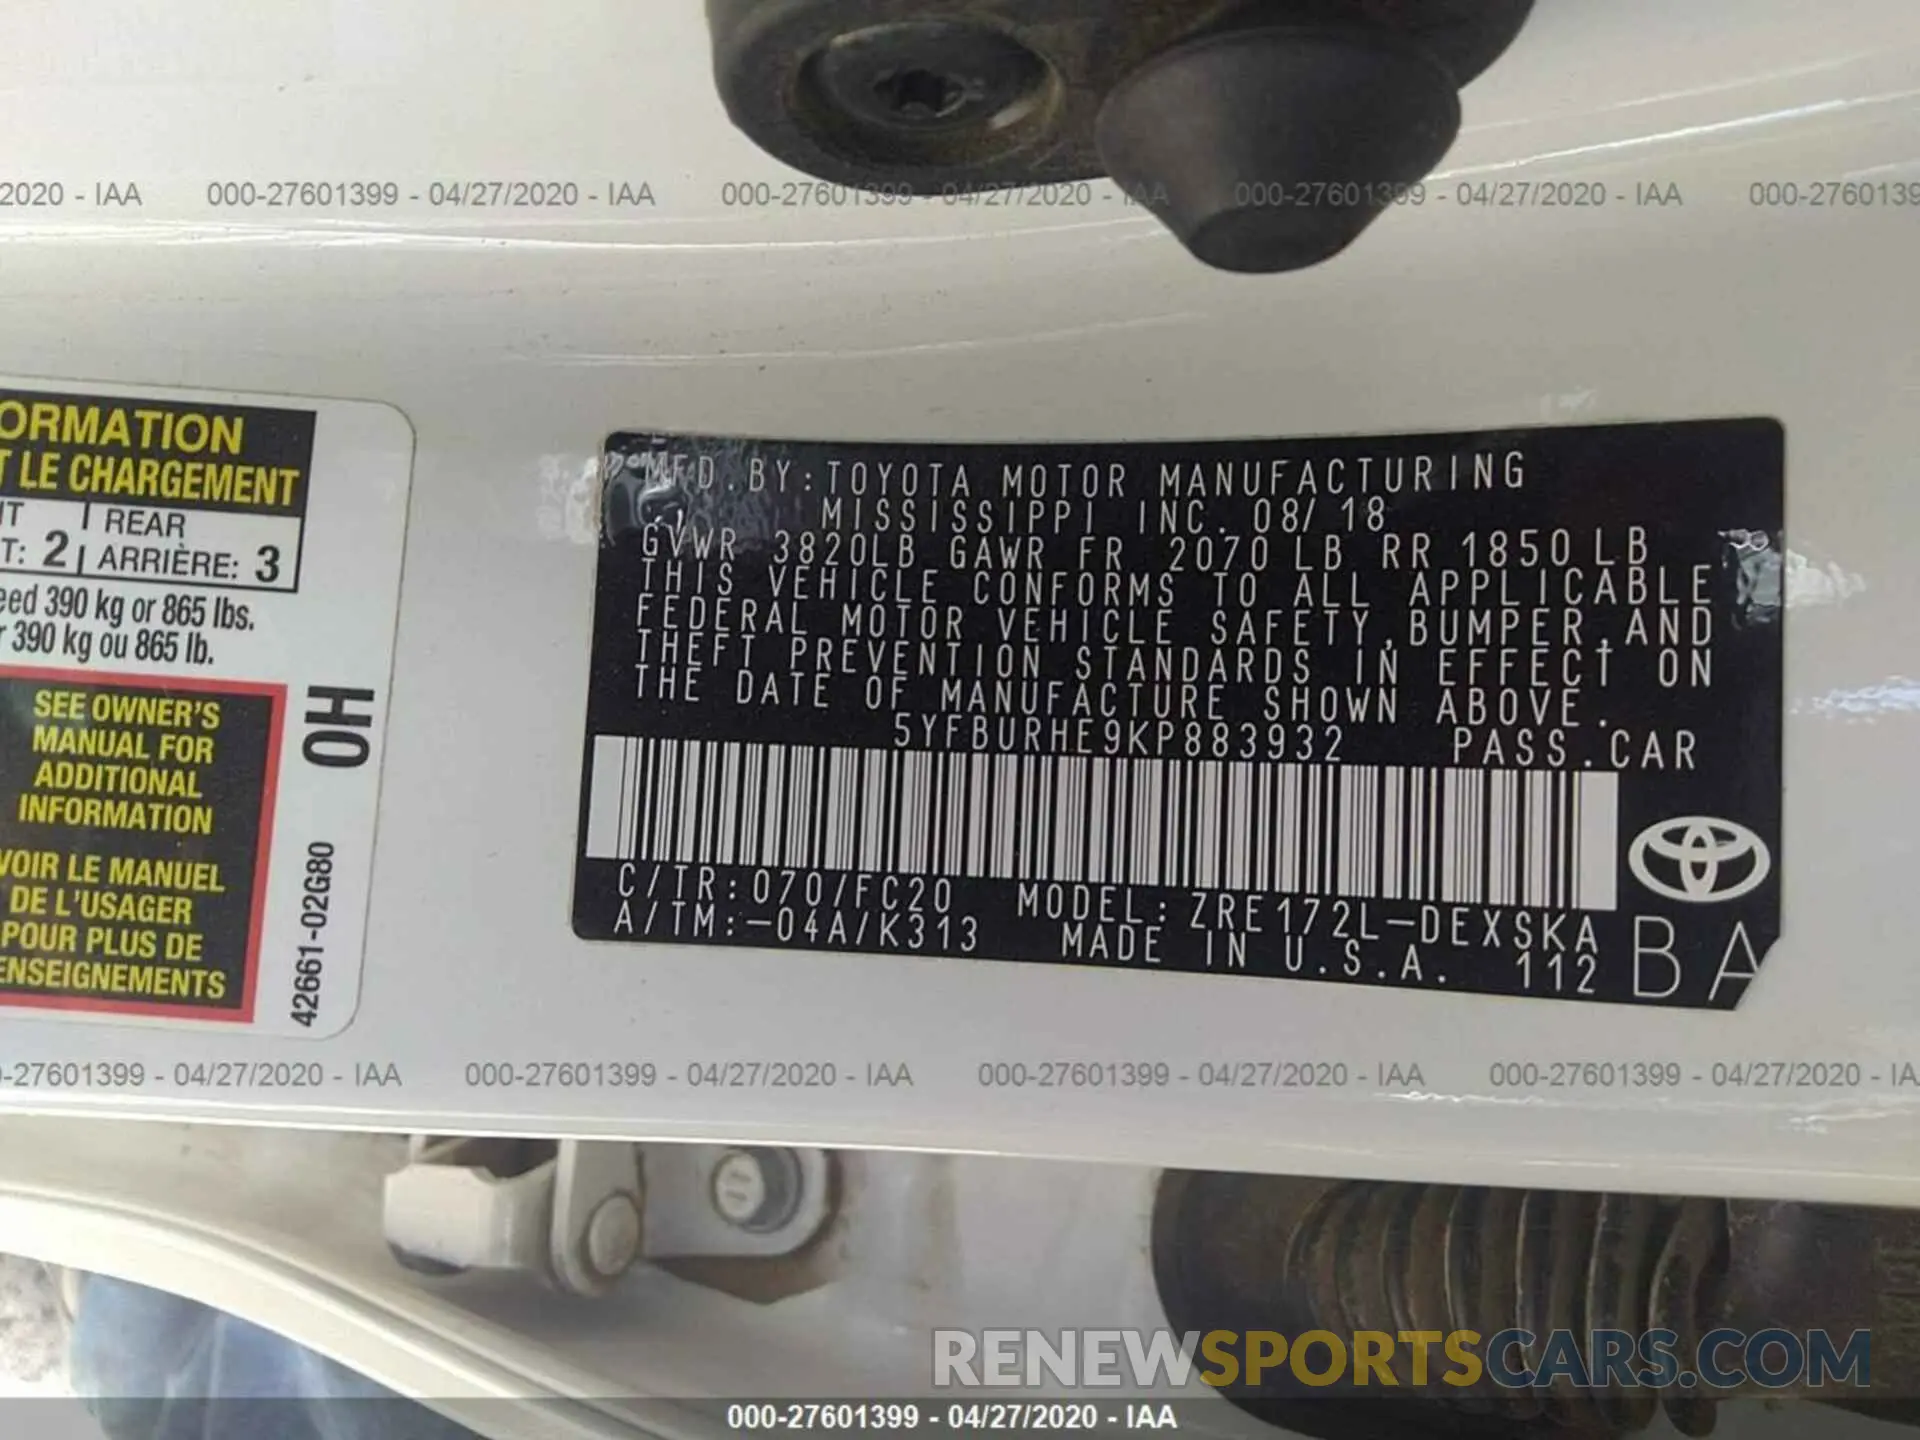 2020 - IAA 000-27601399 - 04/27/2020 - IAA 000-27601399 - 04/27/2020 - IAA 000-27601399 - 04/27/2020 - IAA 000-2760139
ORMATION
T LE CHARGEMENT
REAR
T: 2 ARRIÈRE: 3
eed 390 kg or 865 lbs.
r 390 kg ou 865 lb.
SEE OWNER'S
MANUAL FOR
ADDITIONAL
INFORMATION
VOIR LE MANUEL
DE L'USAGER
POUR PLUS DE
ENSEIGNEMENTS
0H
42661-02G80
MFD.BY:TOYOTA MOTOR MANUFACTURING
MISSISSIPPI INC. 08/18
GVWR 3820LB GAWR FR 2070 LB RR 1850 LB
THIS VEHICLE CONFORMS TO ALL APPLICABLE
FEDERAL MOTOR VEHICLE SAFETY,BUMPER,AND
THEFT PREVENTION STANDARDS IN EFFECT ON
THE DATE OF MANUFACTURE SHOWN ABOVE.
5YFBURHE9KP883932 PASS.CAR
C/TR:070/FC20 MODEL:ZRE172L-DEXSKA
A/TM:-04A/K313 MADE IN U.S.A. 112
BA
-27601399 - 04/27/2020 - IAA 000-27601399 - 04/27/2020 - IAA 000-27601399 - 04/27/2020 - IAA 000-27601399 - 04/27/2020 - IA
RENEWSPORTSCARS.COM
000-27601399 - 04/27/2020 - IAA